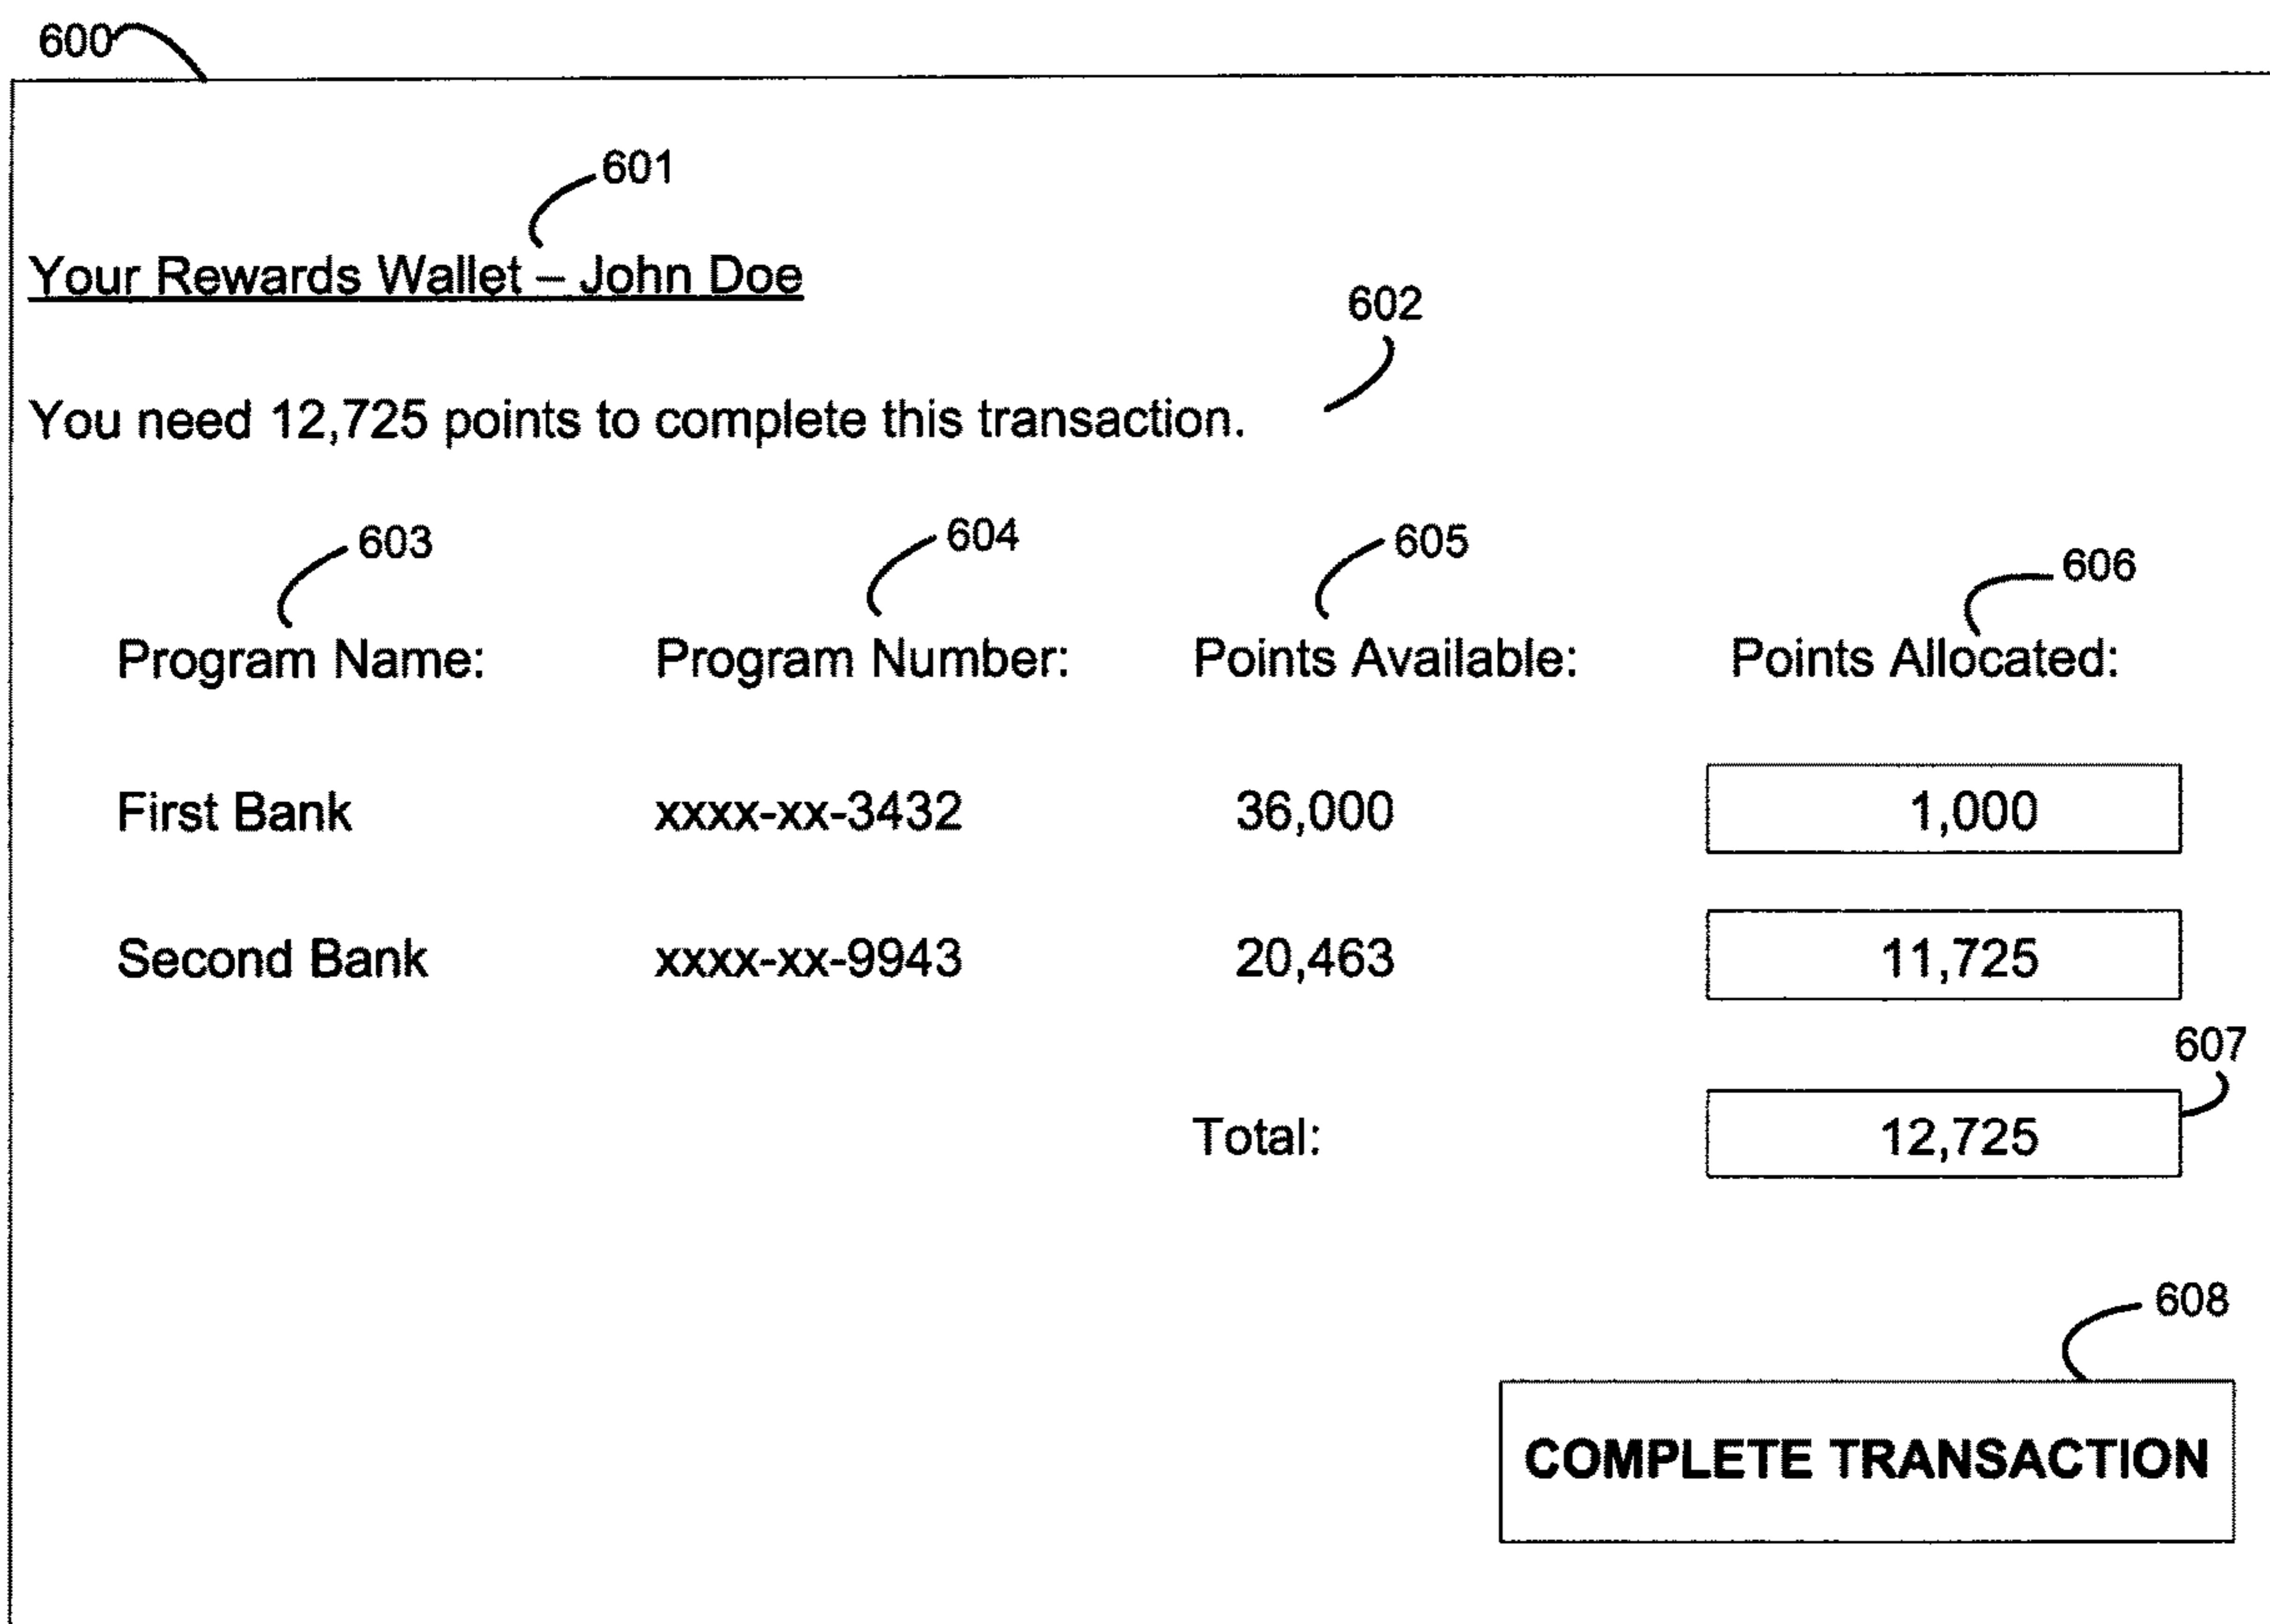 600
601
Your Rewards Wallet – John Doe
602
You need 12,725 points to complete this transaction.
603 604 605 606
Program Name: Program Number: Points Available: Points Allocated:
First Bank xxxx-xx-3432 36,000 1,000
Second Bank xxxx-xx-9943 20,463 11,725
607
Total: 12,725
608
COMPLETE TRANSACTION